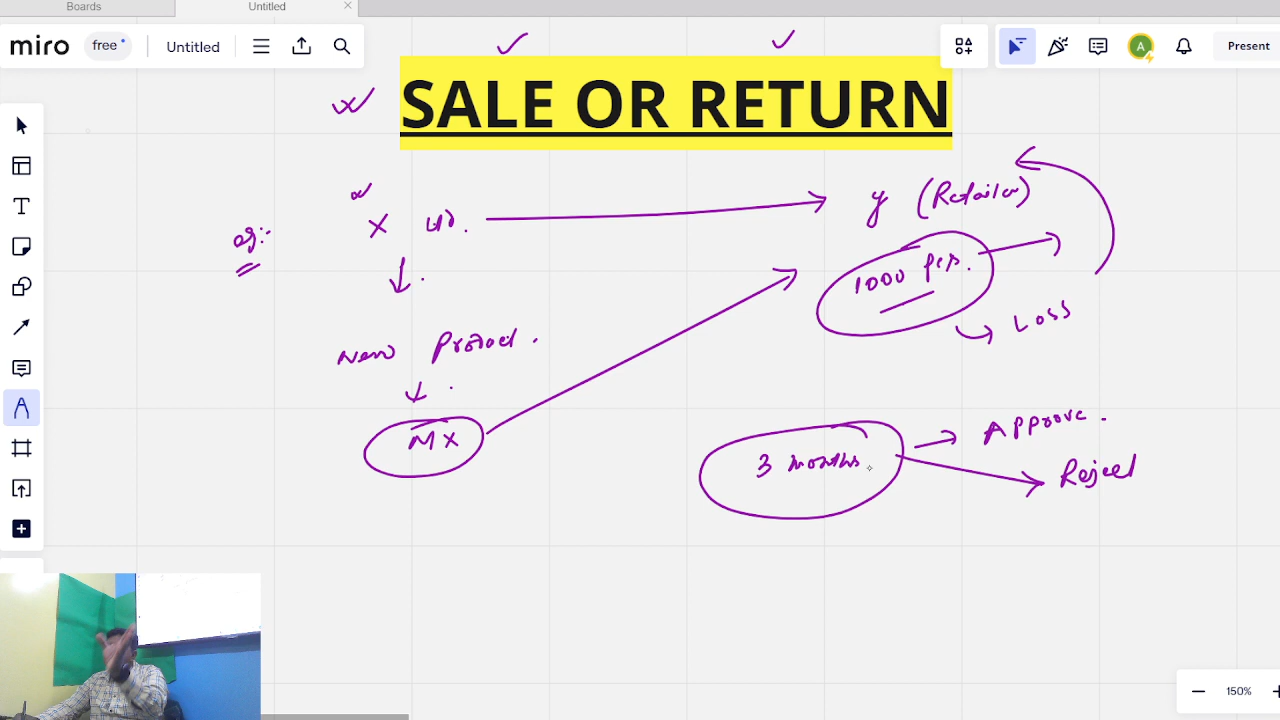 Boards Untitled
miro free Untitled A Present
SALE OR RETURN
eg:-
X Ltd. y (Retailer)
1000 pcs.
Loss
New Product.
MX
3 months
Approve.
Reject
150%